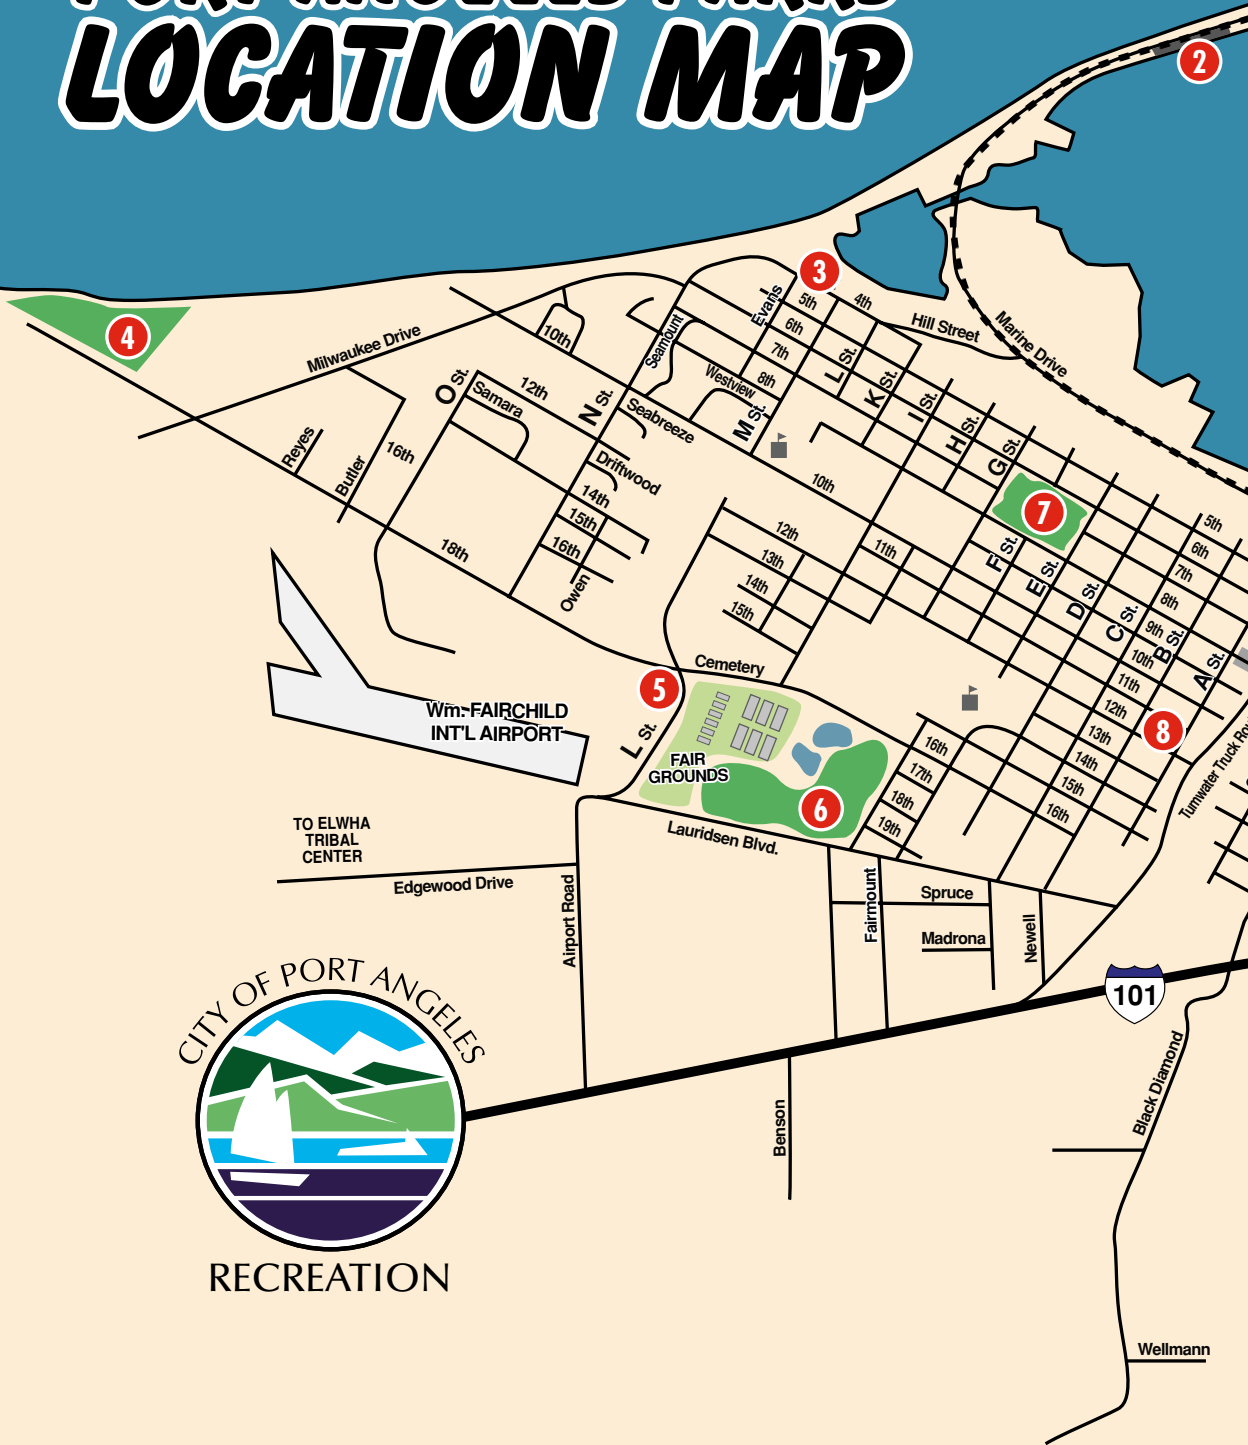 PORT ANGELES PARKS
LOCATION MAP
2
3
4
Milwaukee Drive
10th
Seamount
Evans
5th
4th
6th
7th
8th
Hill Street
Marine Drive
Westview
L St.
K St.
I St.
H St.
G St.
M St.
O St.
Samara
12th
N St.
Seabreeze
Reyes
Butler
16th
Driftwood
14th
15th
16th
Owen
18th
10th
7
12th
13th
14th
15th
11th
F St.
E St.
D St.
C St.
B St.
A St.
5th
6th
7th
8th
9th
10th
11th
12th
13th
14th
15th
16th
8
Cemetery
5
L St.
Wm. FAIRCHILD
INT'L AIRPORT
FAIR
GROUNDS
6
16th
17th
18th
19th
Tumwater Truck
Lauridsen Blvd.
TO ELWHA
TRIBAL
CENTER
Edgewood Drive
Airport Road
Fairmount
Spruce
Madrona
Newell
101
Black Diamond
Benson
Wellmann
CITY OF PORT ANGELES
RECREATION